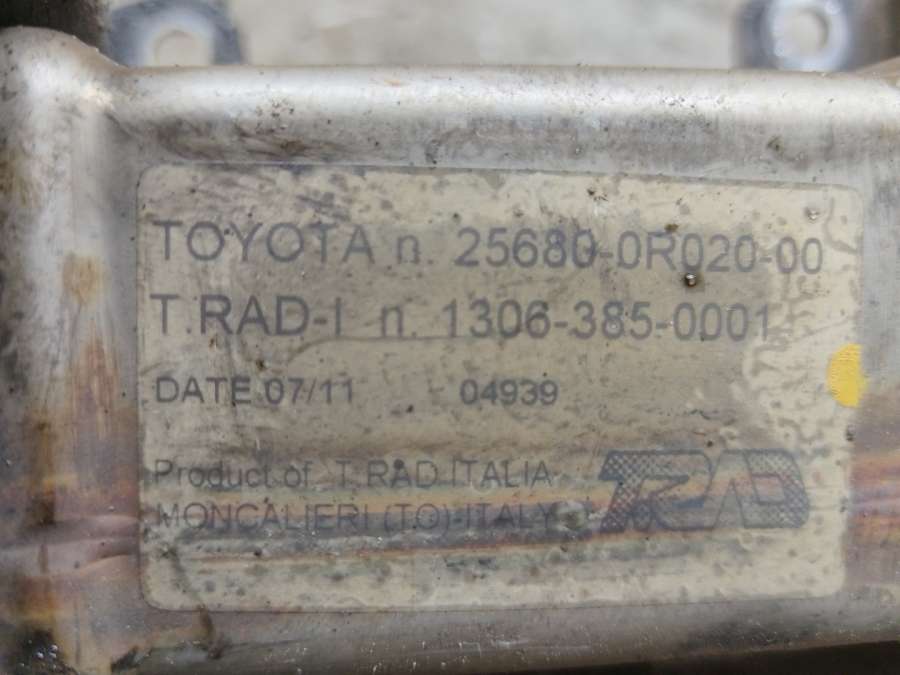 TOYOTA n. 25680-0R020-00
T.RAD-I n. 1306-385-0001
DATE 07/11 04939
Product of T.RAD ITALIA
MONCALIERI (TO)-ITALY
T.RAD